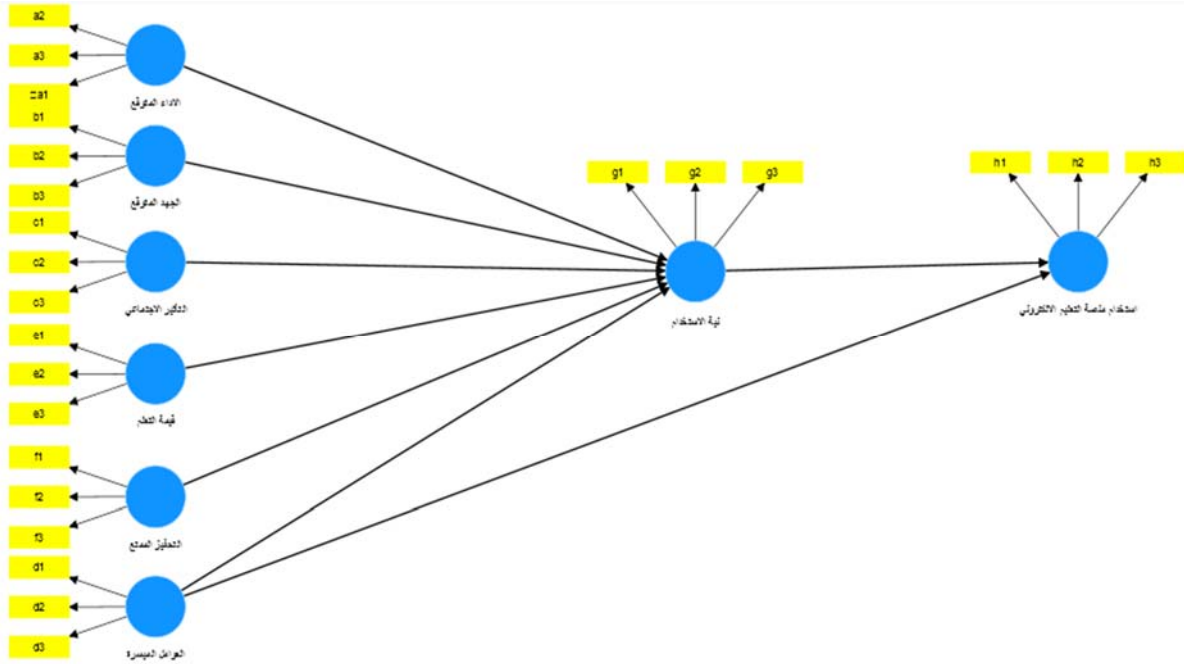 a2
a3
za1
الاداء المتوقع
b1
b2
b3
الجهد المتوقع
c1
c2
c3
التأثير الاجتماعي
e1
e2
e3
قيمة التعلم
f1
f2
f3
التحفيز الممتع
d1
d2
d3
العوامل الميسرة
g1
g2
g3
نية الاستخدام
h1
h2
h3
استخدام منصة التعليم الالكتروني